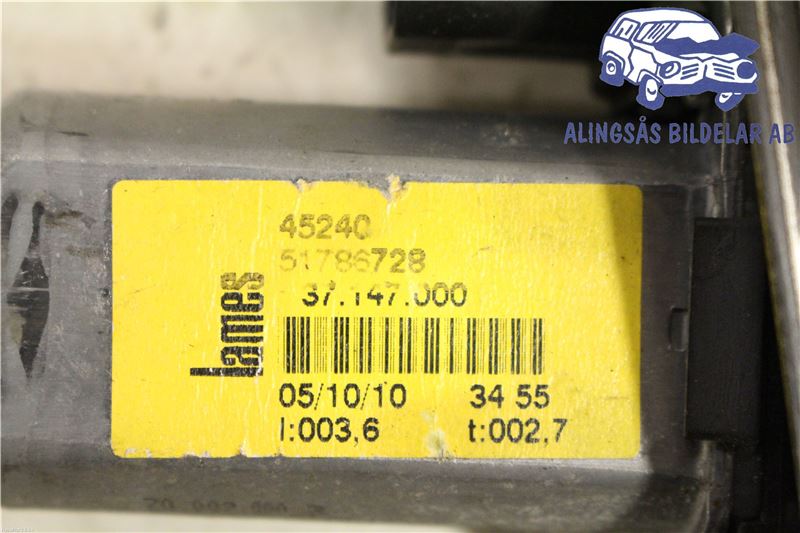 ALINGSÅS BILDELAR AB
45240
51786728
37.147.000
Lames
05/10/10 34 55
I:003,6 t:002,7